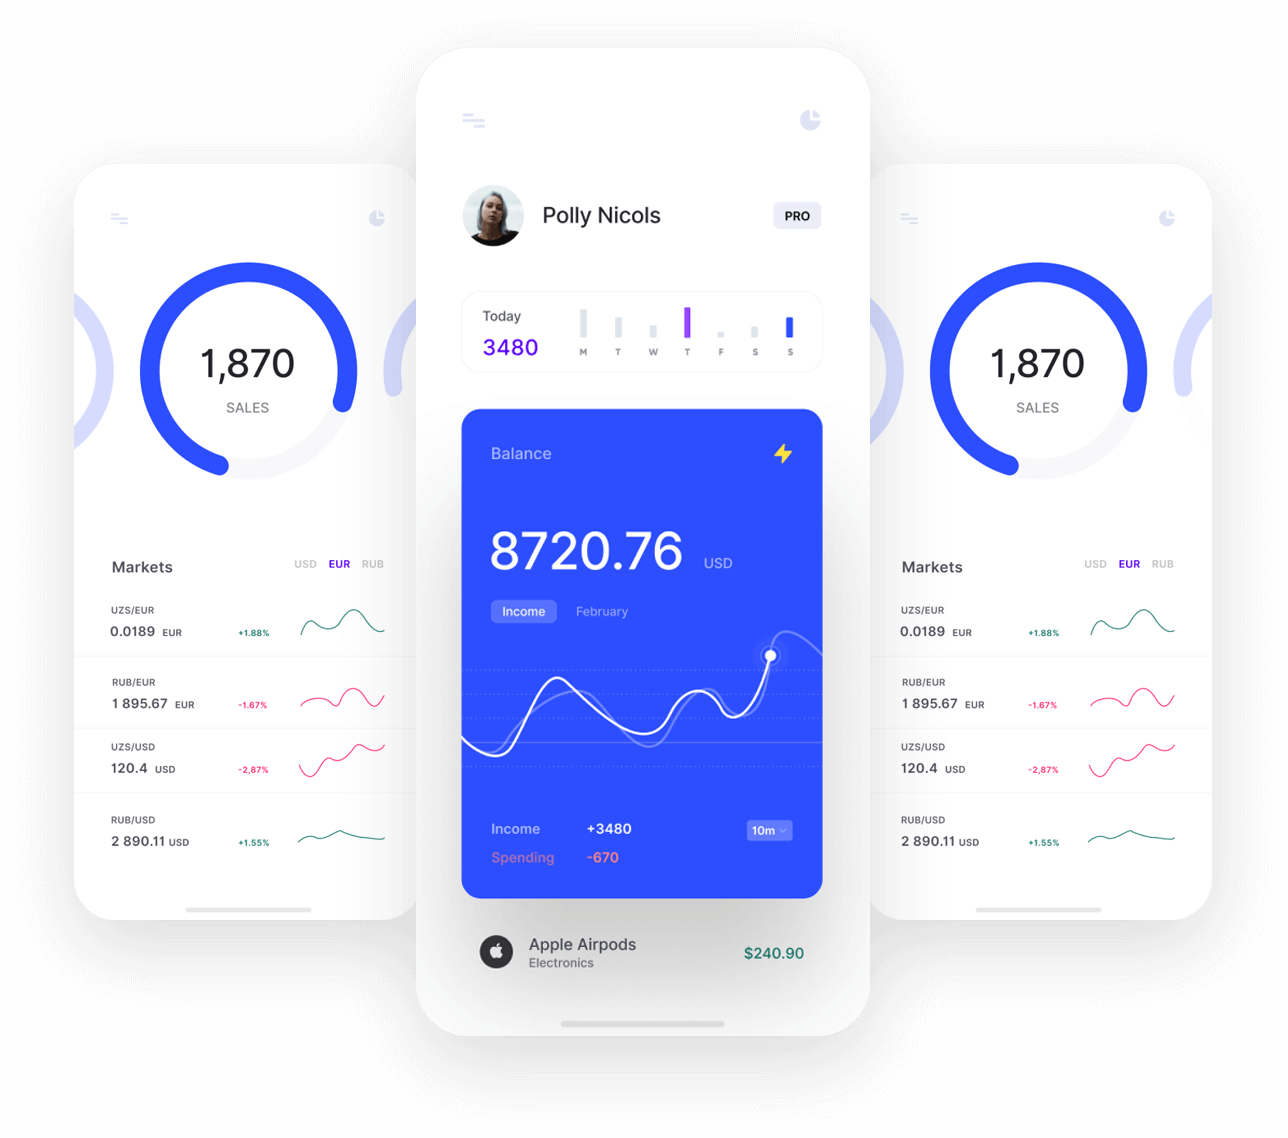 1,870
SALES
Markets
USD EUR RUB
UZS/EUR
0.0189 EUR +1.88%
RUB/EUR
1 895.67 EUR -1.67%
UZS/USD
120.4 USD -2,87%
RUB/USD
2 890.11 USD +1.55%
Polly Nicols PRO
Today
3480
M T W T F S S
Balance
8720.76 USD
Income February
Income +3480 10m
Spending -670
Apple Airpods
Electronics
$240.90
1,870
SALES
Markets
USD EUR RUB
UZS/EUR
0.0189 EUR +1.88%
RUB/EUR
1 895.67 EUR -1.67%
UZS/USD
120.4 USD -2,87%
RUB/USD
2 890.11 USD +1.55%